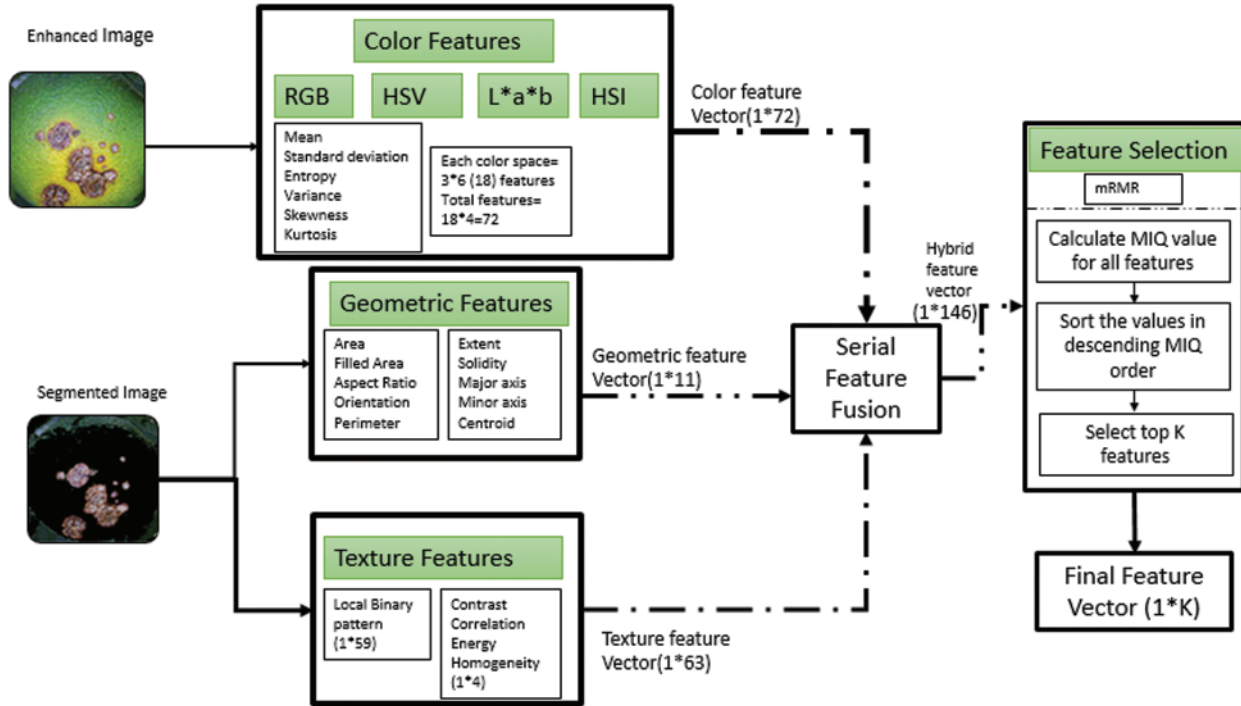 Enhanced Image
Color Features
RGB
HSV
L*a*b
HSI
Mean
Standard deviation
Entropy
Variance
Skewness
Kurtosis
Each color space=
3*6 (18) features
Total features=
18*4=72
Color feature
Vector(1*72)
Segmented Image
Geometric Features
Area
Filled Area
Aspect Ratio
Orientation
Perimeter
Extent
Solidity
Major axis
Minor axis
Centroid
Geometric feature
Vector(1*11)
Texture Features
Local Binary
pattern
(1*59)
Contrast
Correlation
Energy
Homogeneity
(1*4)
Texture feature
Vector(1*63)
Serial
Feature
Fusion
Hybrid
feature
vector
(1*146)
Feature Selection
mRMR
Calculate MIQ value
for all features
Sort the values in
descending MIQ
order
Select top K
features
Final Feature
Vector (1*K)